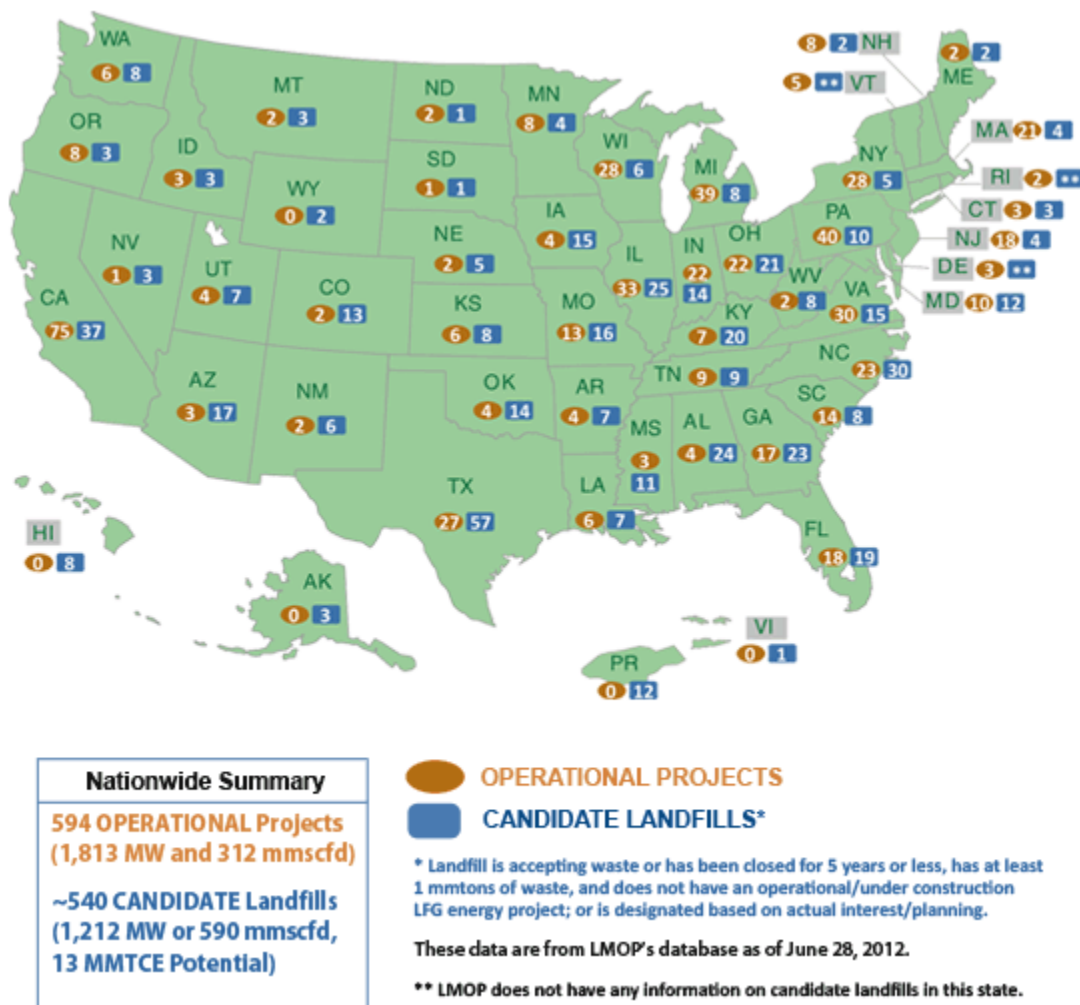 WA
6 8
MT
2 3
ND
2 1
MN
8 4
8 2 NH
5 ** VT
2 2
ME
OR
8 3
ID
3 3
SD
1 1
WI
28 6
MI
39 8
NY
28 5
MA 21 4
RI 2 **
CT 3 3
NJ 18 4
DE 3 **
MD 10 12
WY
0 2
NE
2 5
IA
4 15
IL
33 25
IN
22
14
OH
22 21
PA
40 10
WV
2 8
VA
30 15
NV
1 3
UT
4 7
CO
2 13
KS
6 8
MO
13 16
KY
7 20
CA
75 37
NC
23 30
TN 9 9
AZ
3 17
NM
2 6
OK
4 14
AR
4 7
MS
3
11
AL
4 24
GA
17 23
SC
14 8
TX
27 57
LA
6 7
FL
18 19
HI
0 8
AK
0 3
PR
0 12
VI
0 1
Nationwide Summary
594 OPERATIONAL Projects
(1,813 MW and 312 mmscfd)
~540 CANDIDATE Landfills
(1,212 MW or 590 mmscfd,
13 MMTCE Potential)
OPERATIONAL PROJECTS
CANDIDATE LANDFILLS*
* Landfill is accepting waste or has been closed for 5 years or less, has at least
1 mmtons of waste, and does not have an operational/under construction
LFG energy project; or is designated based on actual interest/planning.
These data are from LMOP's database as of June 28, 2012.
** LMOP does not have any information on candidate landfills in this state.